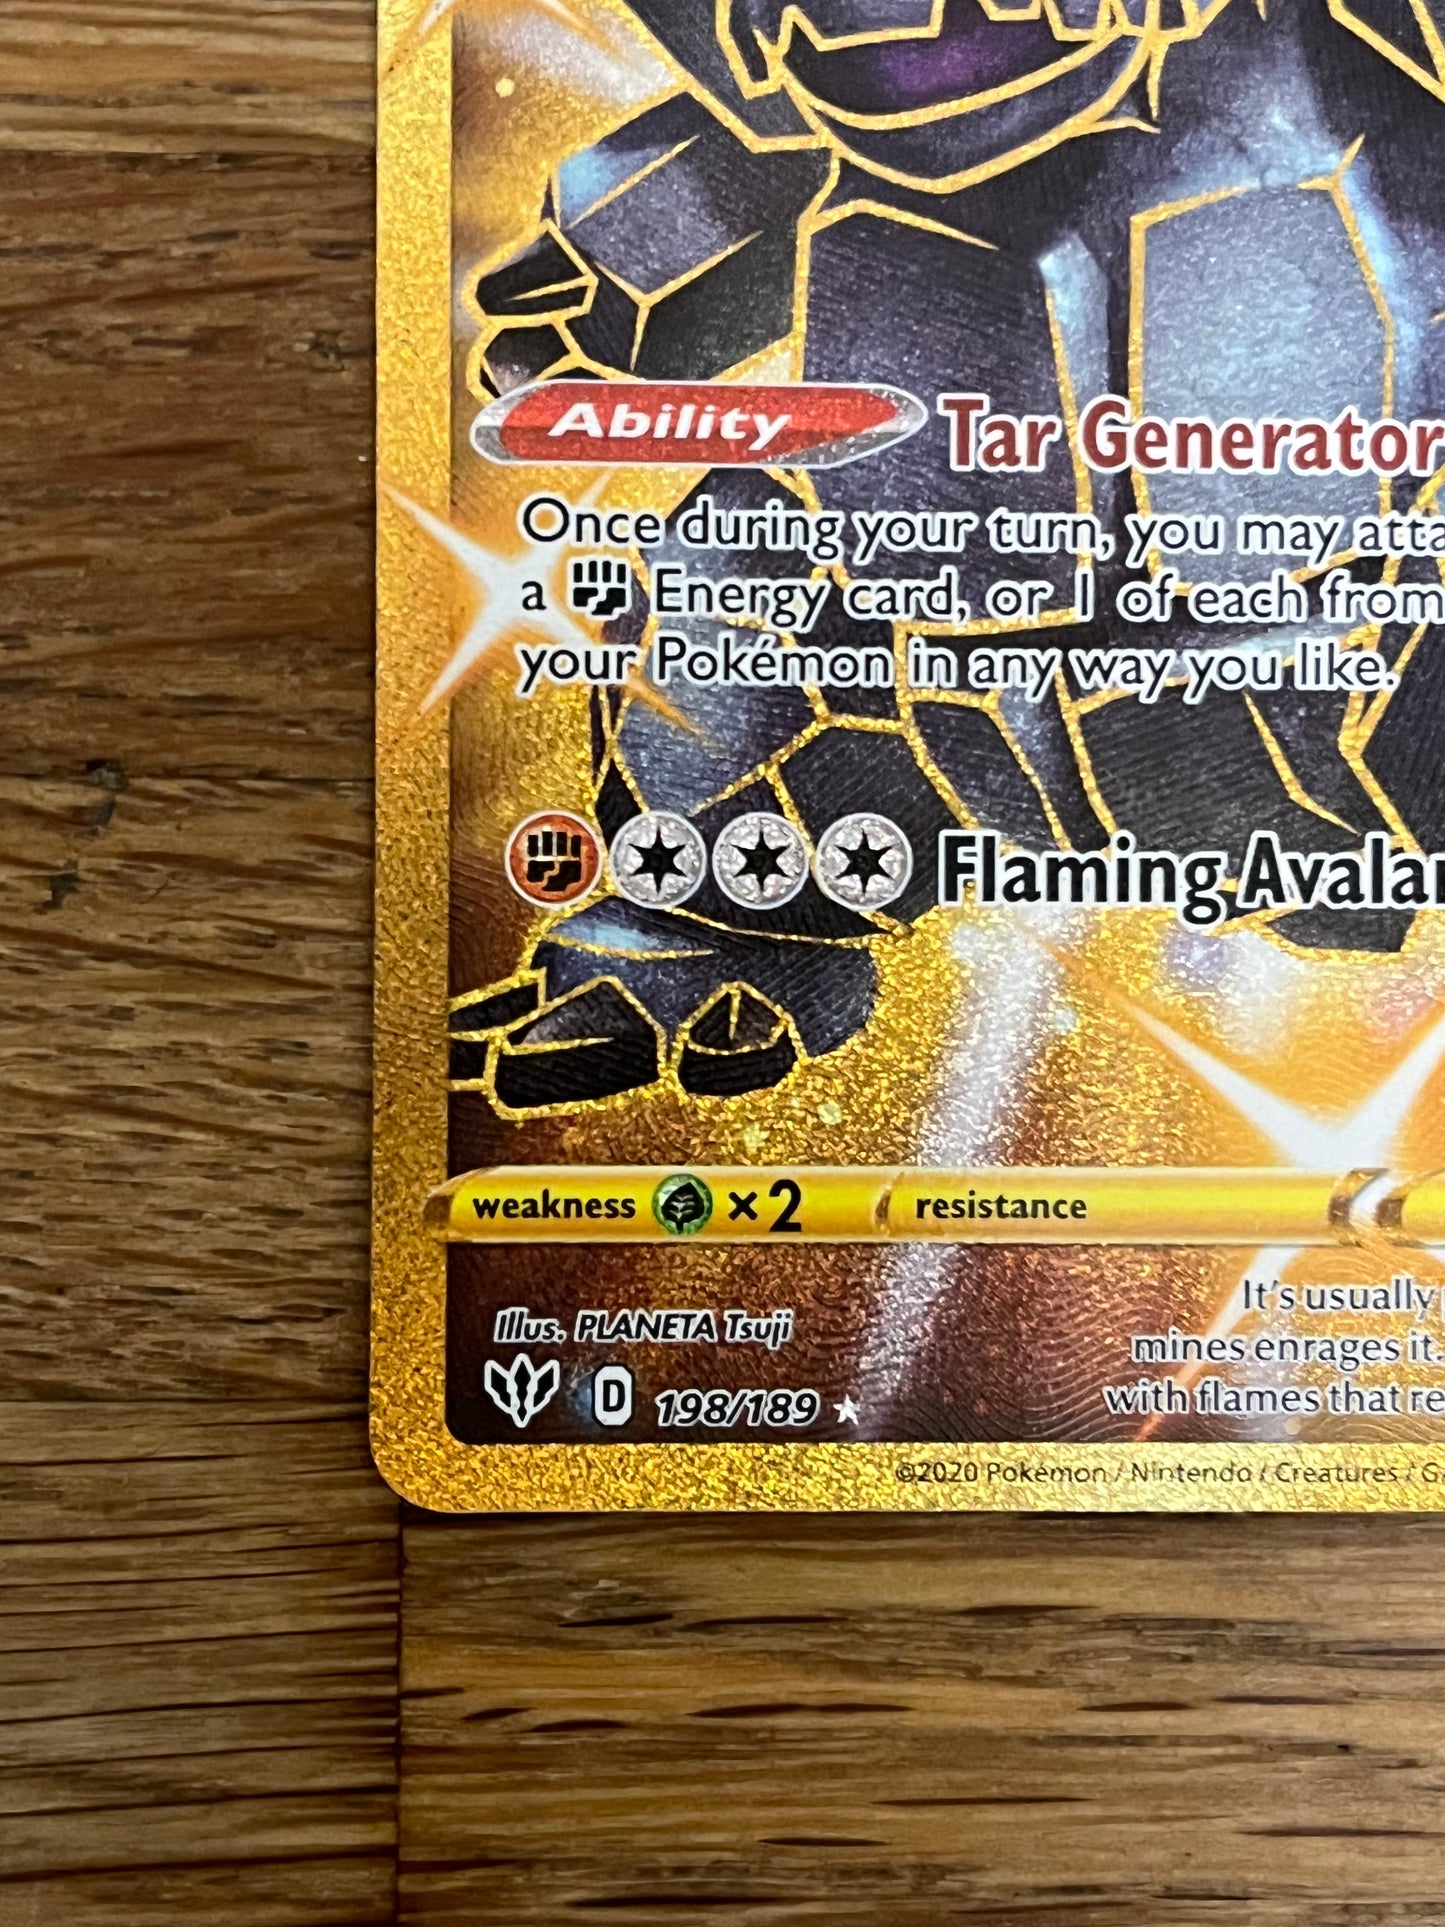 Ability Tar Generator
Once during your turn, you may atta
a Energy card, or 1 of each from
your Pokémon in any way you like.
Flaming Avalan
weakness ×2 resistance
Illus. PLANETA Tsuji
D 198/189
It's usually
mines enrages it.
with flames that re
©2020 Pokémon / Nintendo / Creatures / G